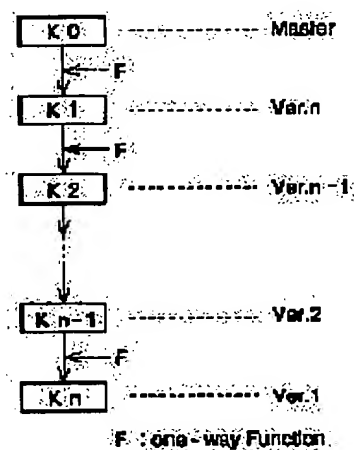 K 0 Master
F
K 1 Ver.n
F
K 2 Ver.n-1
K n-1 Ver.2
F
K n Ver.1
F : one-way Function